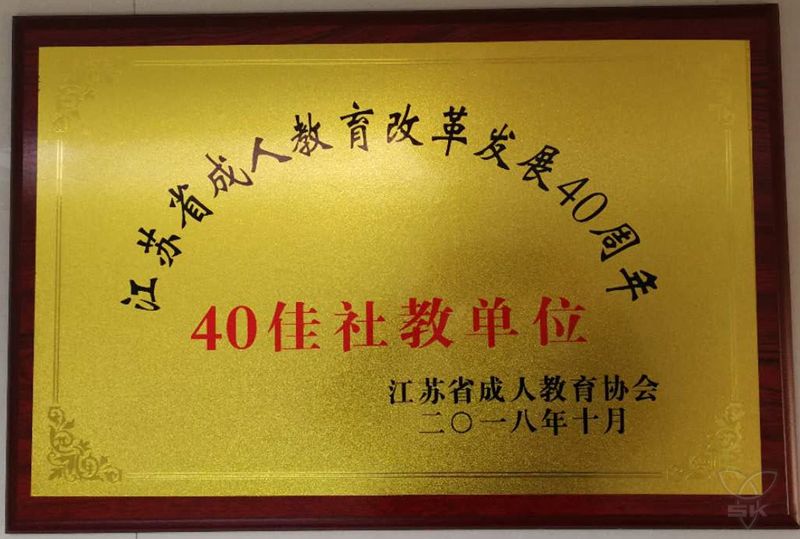 江苏省成人教育改革发展40周年
40佳社教单位
江苏省成人教育协会
二〇一八年十月
SK